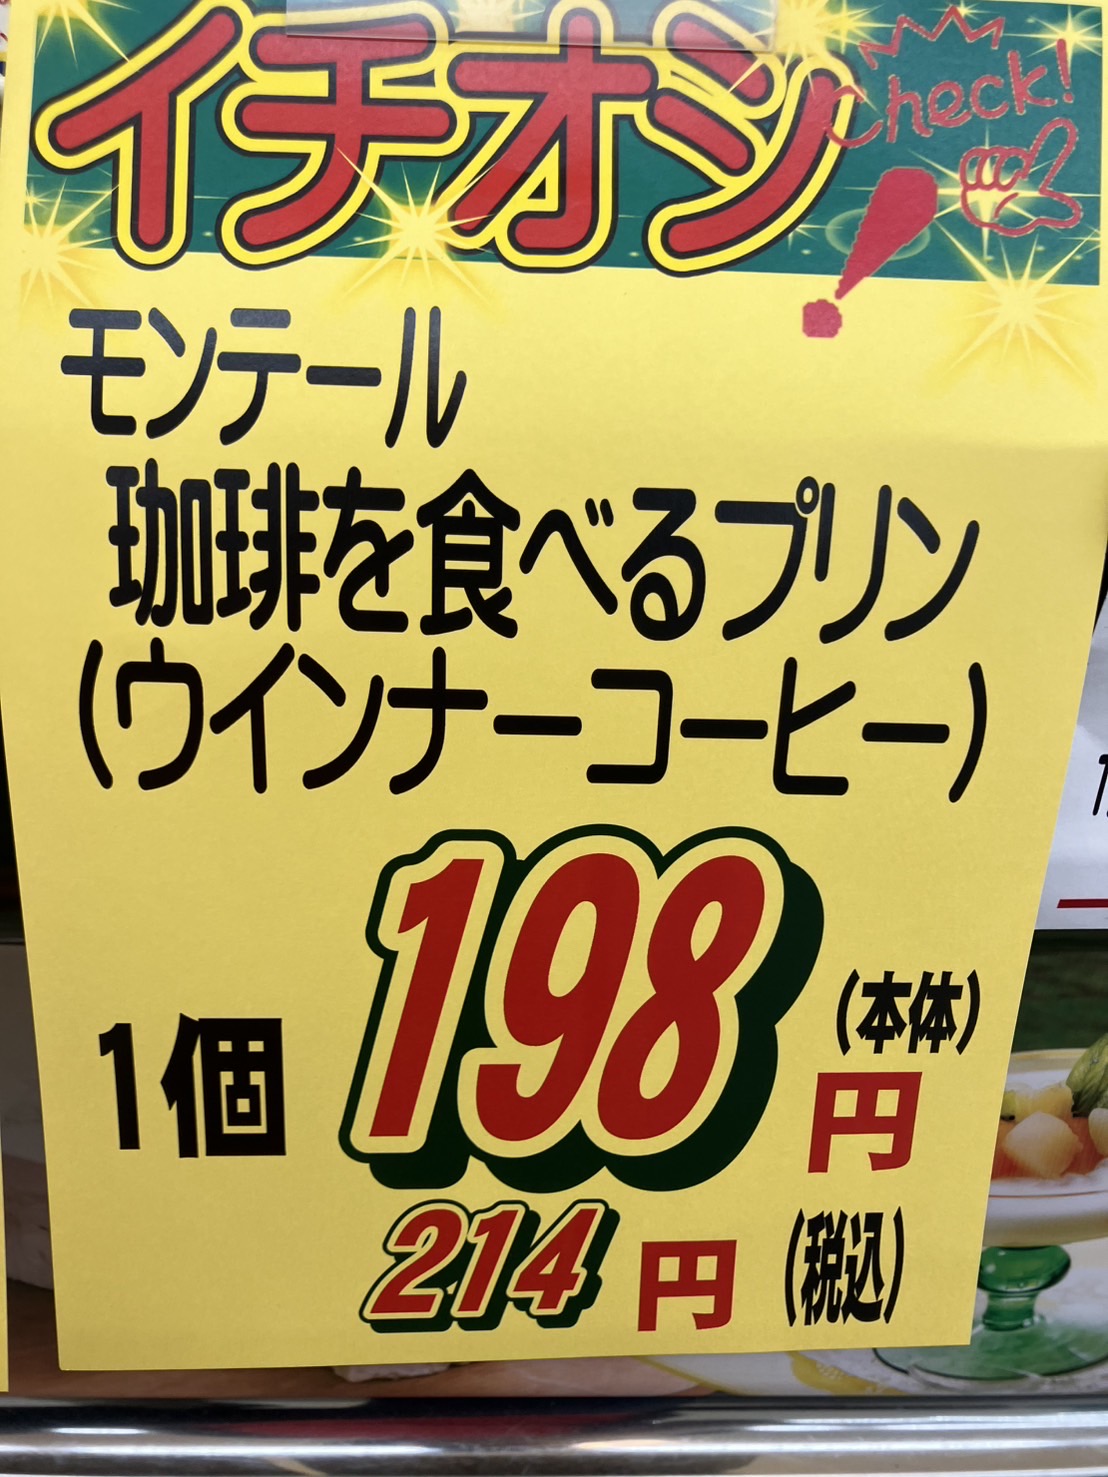 イチオシ
Check!
モンテール
珈琲を食べるプリン
(ウインナーコーヒー)
1個 198円 (本体)
214円 (税込)